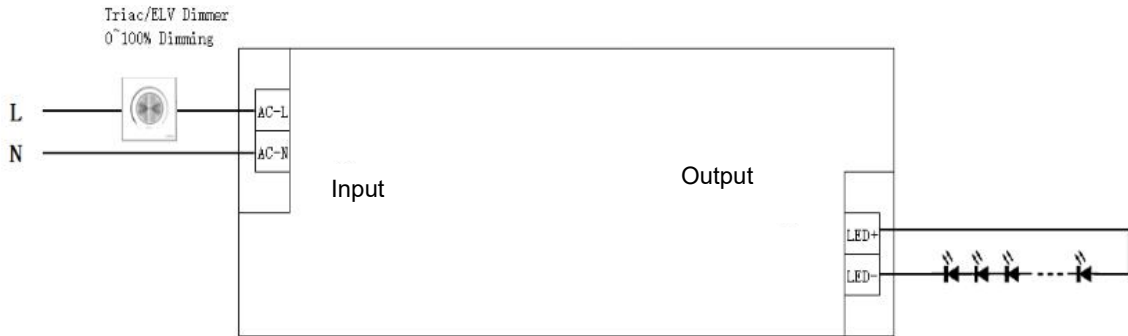 Triac/ELV Dimmer
0~100% Dimming
L
AC-L
N
AC-N
Input
Output
LED+
LED-